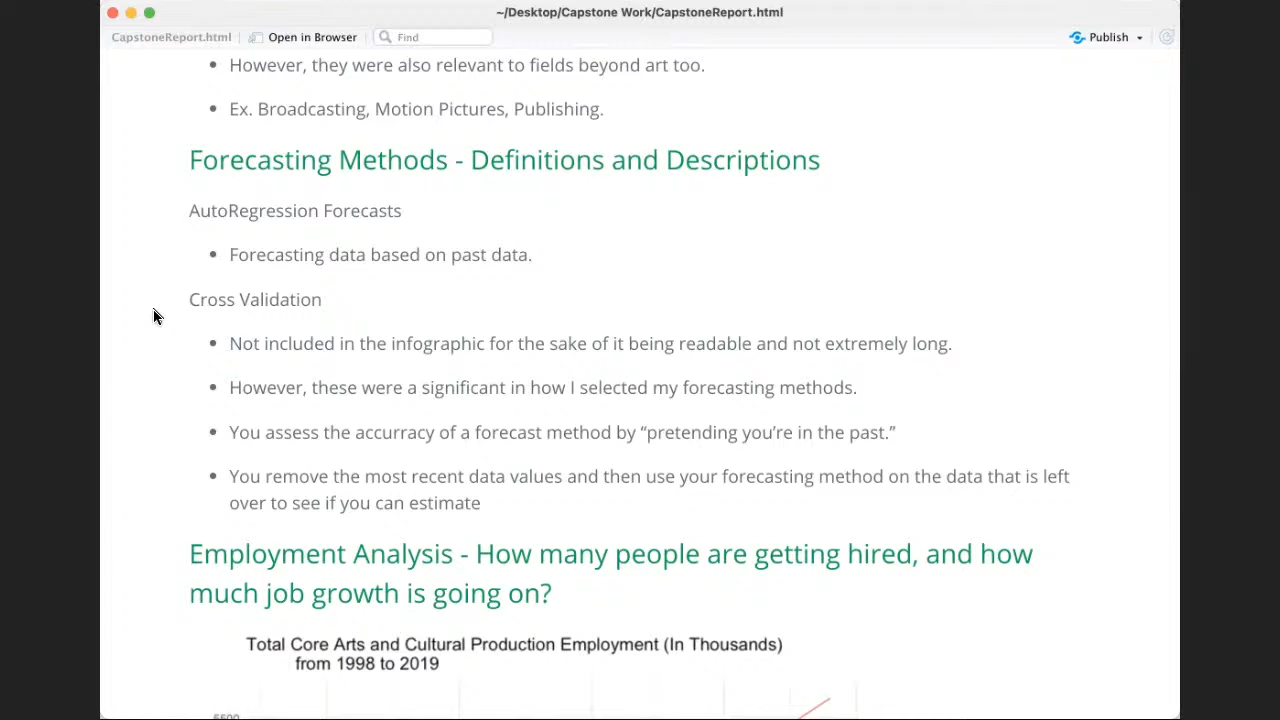 ~/Desktop/Capstone Work/CapstoneReport.html
CapstoneReport.html Open in Browser Find Publish
However, they were also relevant to fields beyond art too.
Ex. Broadcasting, Motion Pictures, Publishing.
Forecasting Methods - Definitions and Descriptions
AutoRegression Forecasts
Forecasting data based on past data.
Cross Validation
Not included in the infographic for the sake of it being readable and not extremely long.
However, these were a significant in how I selected my forecasting methods.
You assess the accurracy of a forecast method by “pretending you’re in the past.”
You remove the most recent data values and then use your forecasting method on the data that is left
over to see if you can estimate
Employment Analysis - How many people are getting hired, and how
much job growth is going on?
Total Core Arts and Cultural Production Employment (In Thousands)
from 1998 to 2019
5500